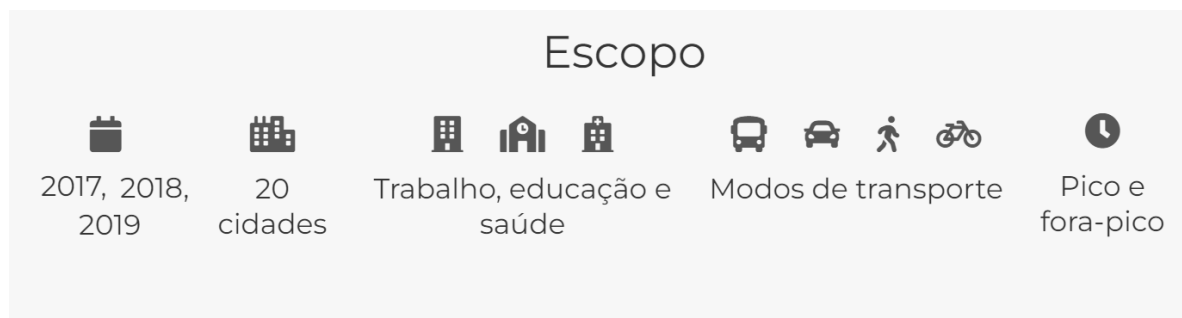 Escopo
2017, 2018,
2019
20
cidades
Trabalho, educação e
saúde
Modos de transporte
Pico e
fora-pico